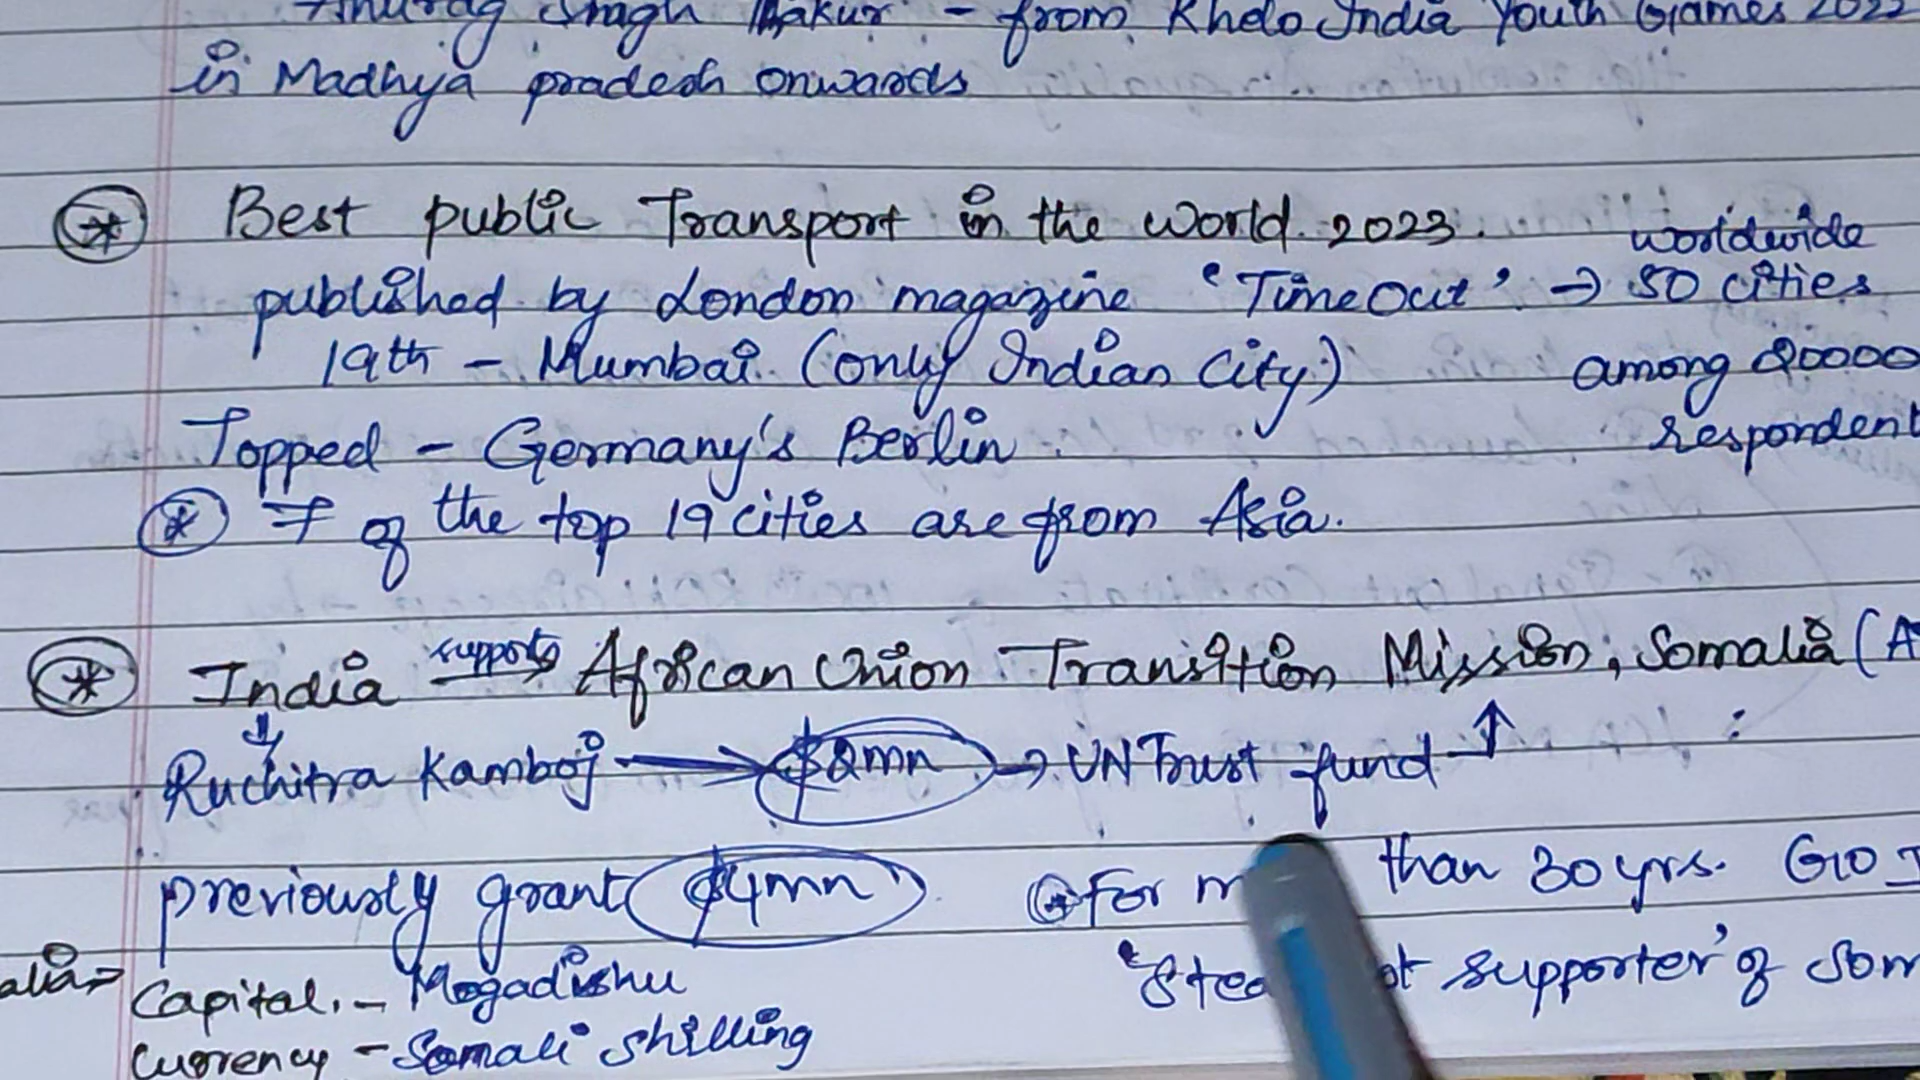 Anurag Singh Thakur - from Khelo India Youth Games 2022
in Madhya pradesh onwards
Best public Transport in the world 2023.
worldwide
published by London magazine 'TimeOut' → 50 cities
19th - Mumbai. (only Indian City)
among 20000
Topped - Germany's Berlin
respondent
7 of the top 19 cities are from Asia.
India supports African Union Transition Mission, Somalia (A
Ruchitra Kamboj → $2mn → UN Trust fund ↑
previously grant $4mn
For m than 30 yrs. GIO I
'Stea st supporter' of Som
alia → Capital. - Mogadishu
Currency - Somali Shilling